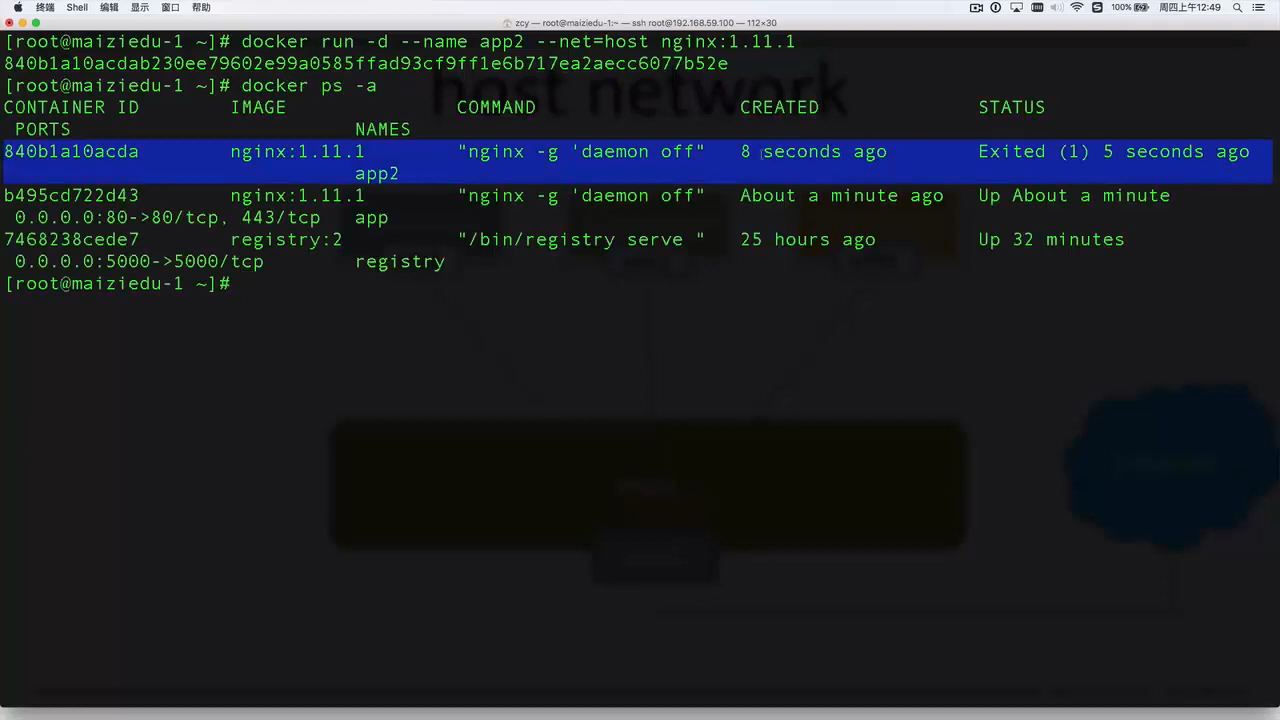 终端 Shell 编辑 显示 窗口 帮助 100% 周四上午12:49
zcy — root@maiziedu-1:~ — ssh root@192.168.59.100 — 112×30
[root@maiziedu-1 ~]# docker run -d --name app2 --net=host nginx:1.11.1
840b1a10acdab230ee79602e99a0585ffad93cf9ff1e6b717ea2aecc6077b52e
[root@maiziedu-1 ~]# docker ps -a
host network
CONTAINER ID IMAGE COMMAND CREATED STATUS
PORTS NAMES
840b1a10acda nginx:1.11.1 "nginx -g 'daemon off" 8 seconds ago Exited (1) 5 seconds ago
app2
b495cd722d43 nginx:1.11.1 "nginx -g 'daemon off" About a minute ago Up About a minute
0.0.0.0:80->80/tcp, 443/tcp app
7468238cede7 registry:2 "/bin/registry serve " 25 hours ago Up 32 minutes
0.0.0.0:5000->5000/tcp registry
[root@maiziedu-1 ~]#